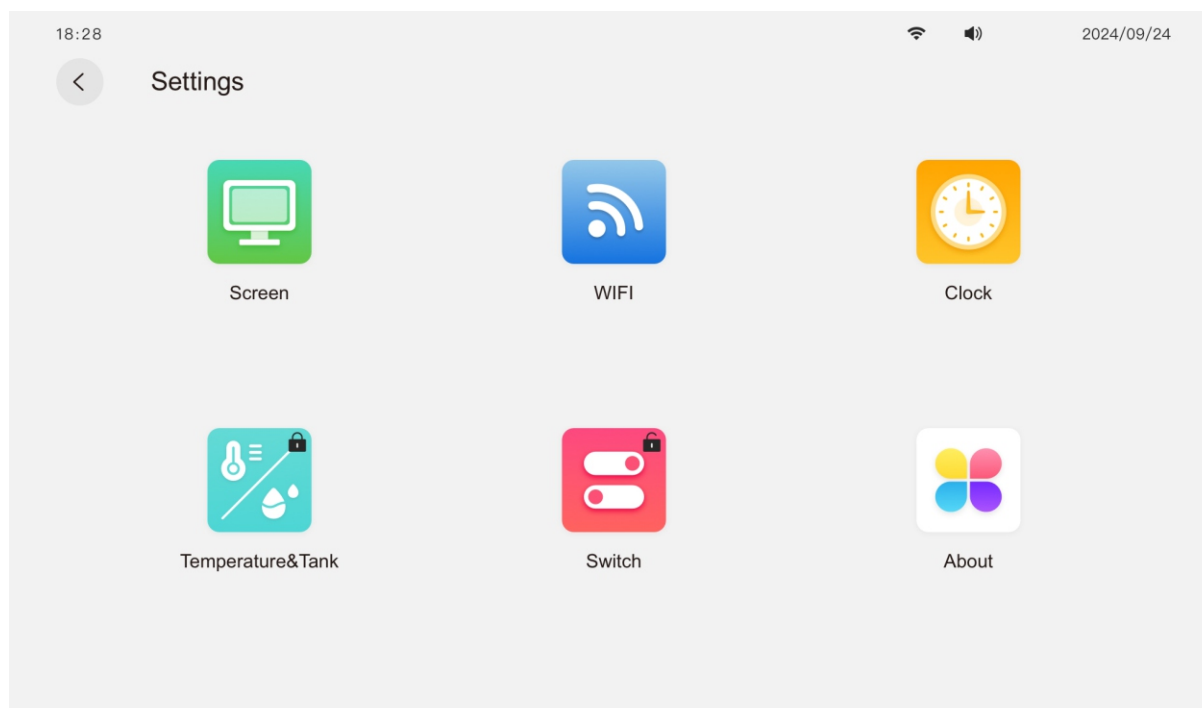 18:28
2024/09/24
Settings
Screen
WIFI
Clock
Temperature&Tank
Switch
About